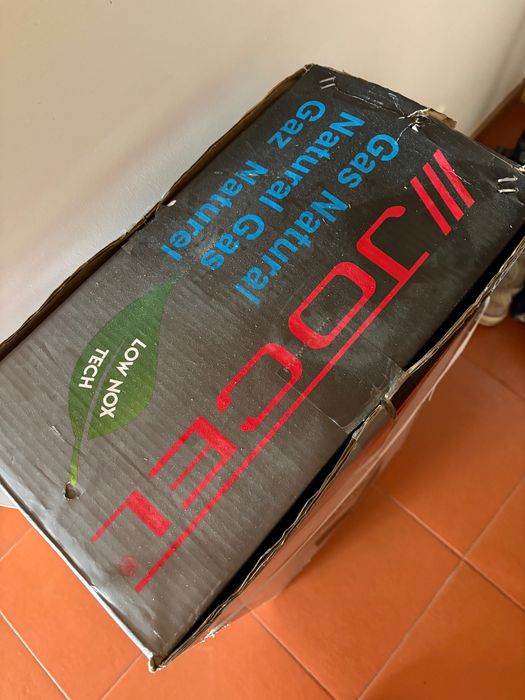 Gas Natural
Natural Gas
Gaz Naturel
JOCEL®
LOW NOX
TECH